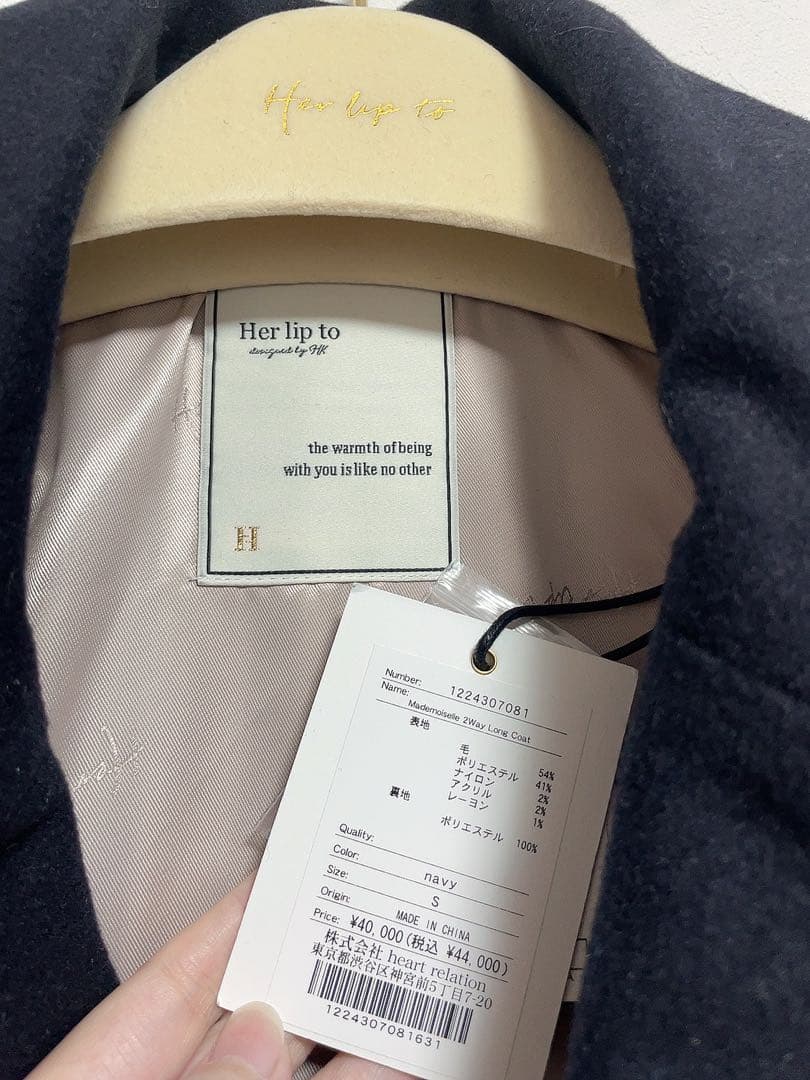 Her lip to
Her lip to
designed by HK
the warmth of being
with you is like no other
H
Number: 1224307081
Name: Mademoiselle 2Way Long Coat
表地
毛 54%
ポリエステル 41%
ナイロン 2%
アクリル 2%
レーヨン 1%
裏地
ポリエステル 100%
Quality:
Color: navy
Size: S
Origin: MADE IN CHINA
Price: ¥40,000(税込 ¥44,000)
株式会社 heart relation
東京都渋谷区神宮前5丁目7-20
1224307081631